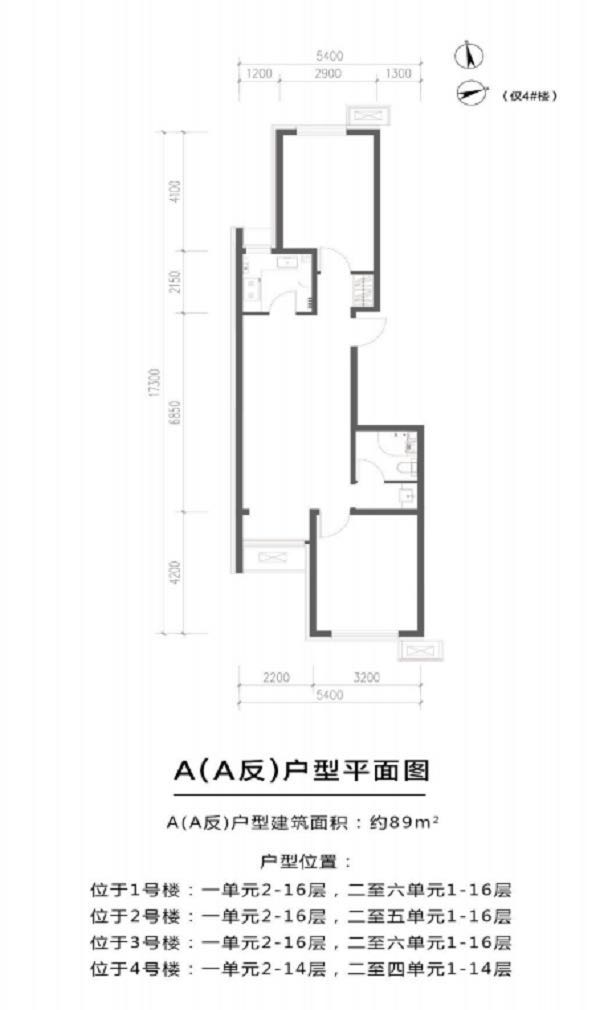 5400
1200 2900 1300
(仅4#楼)
4100
2150
17300
6850
4200
2200 3200
5400
A(A反)户型平面图
A(A反)户型建筑面积：约89m²
户型位置：
位于1号楼：一单元2-16层，二至六单元1-16层
位于2号楼：一单元2-16层，二至五单元1-16层
位于3号楼：一单元2-16层，二至六单元1-16层
位于4号楼：一单元2-14层，二至四单元1-14层